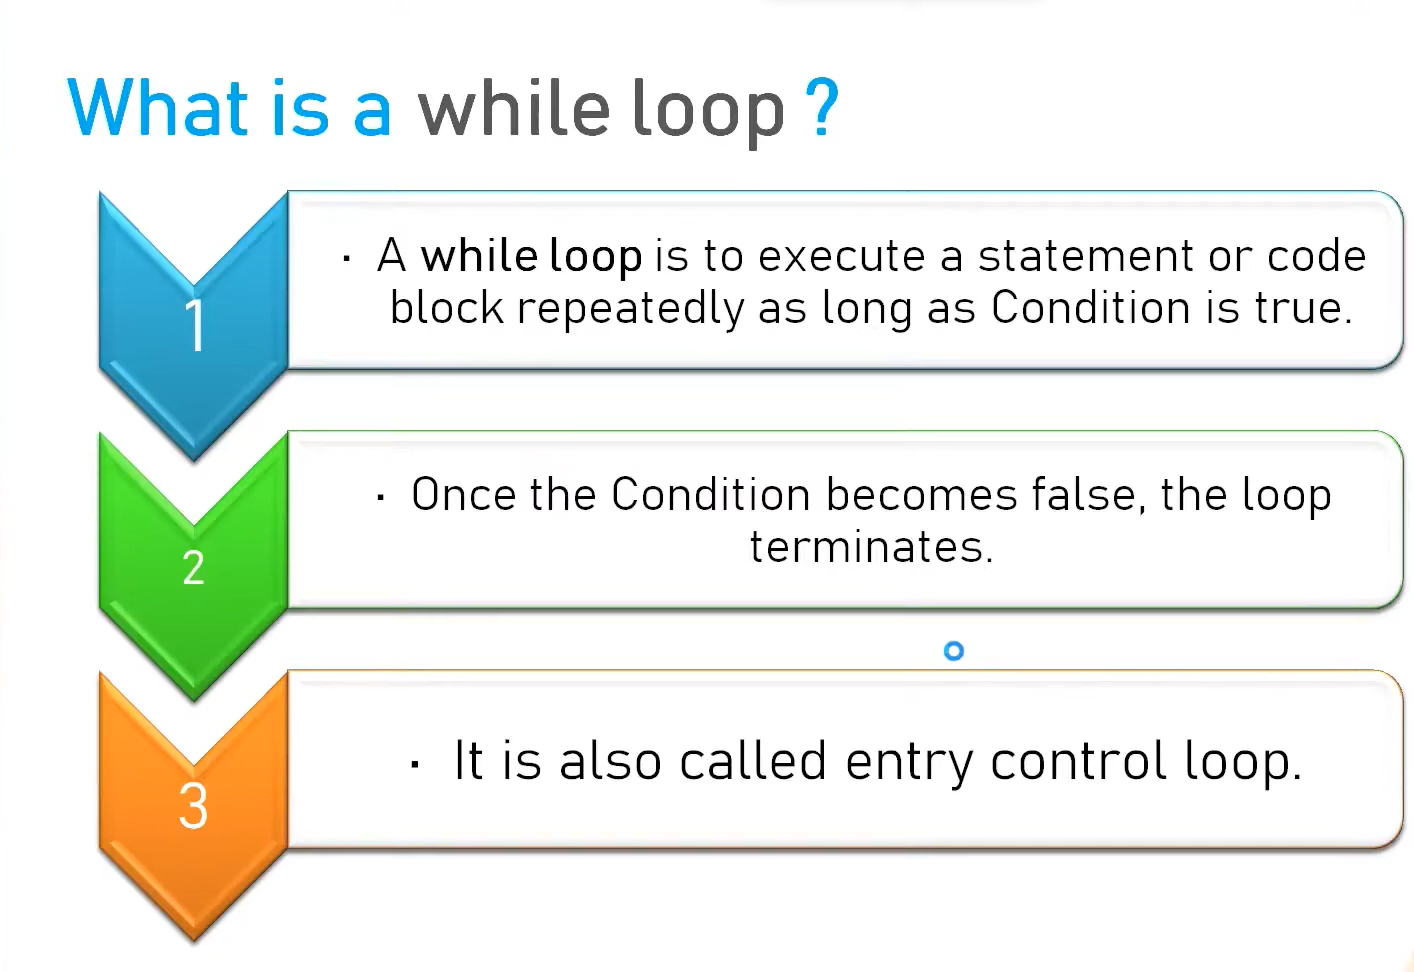 What is a while loop ?
1
· A while loop is to execute a statement or code
block repeatedly as long as Condition is true.
2
· Once the Condition becomes false, the loop
terminates.
3
· It is also called entry control loop.